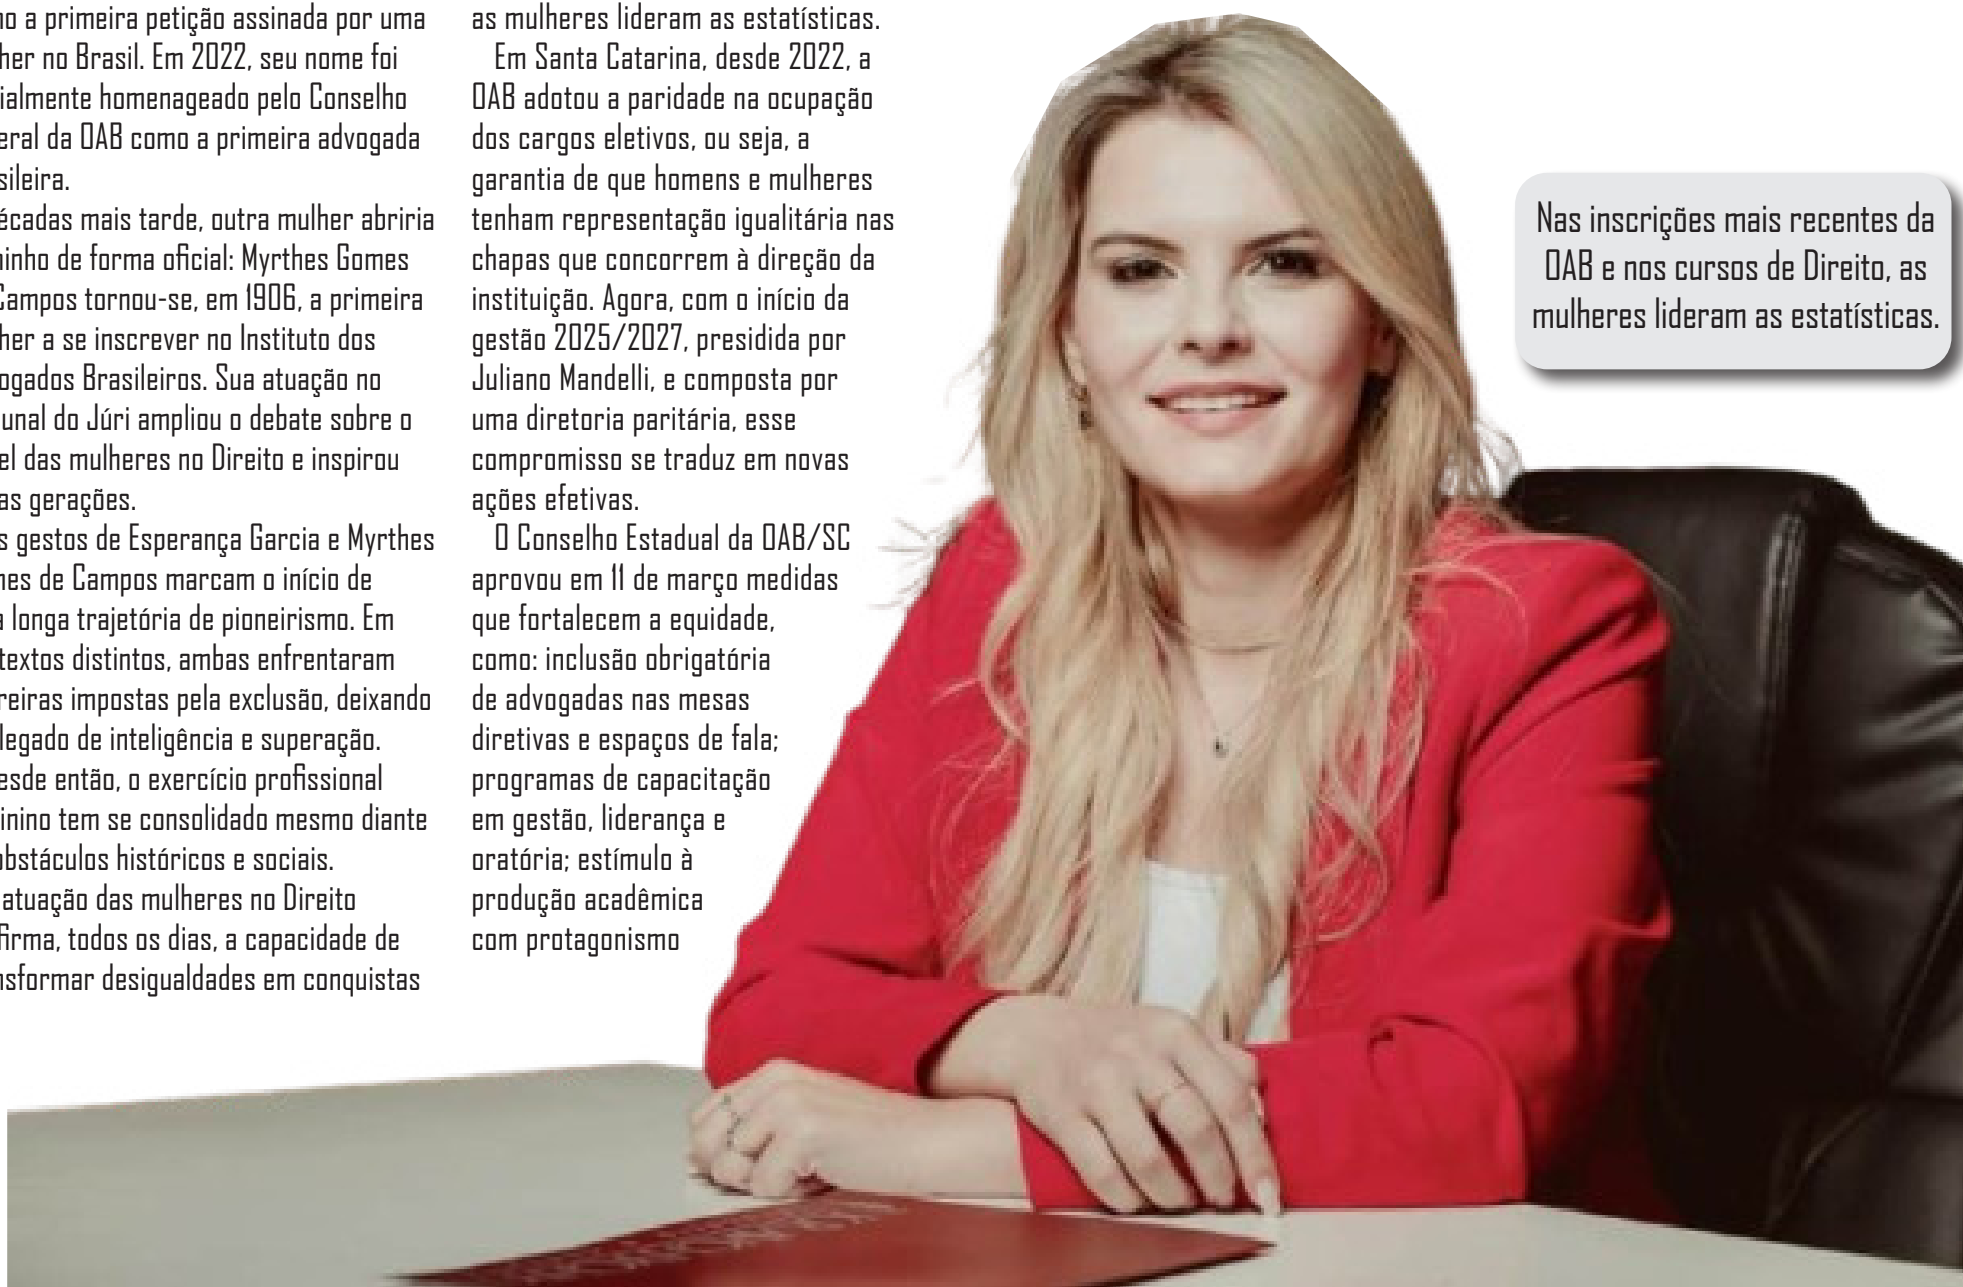 no a primeira petição assinada por uma
her no Brasil. Em 2022, seu nome foi
ialmente homenageado pelo Conselho
eral da OAB como a primeira advogada
sileira.
écadas mais tarde, outra mulher abriria
inho de forma oficial: Myrthes Gomes
Campos tornou-se, em 1906, a primeira
her a se inscrever no Instituto dos
ogados Brasileiros. Sua atuação no
unal do Júri ampliou o debate sobre o
el das mulheres no Direito e inspirou
as gerações.
s gestos de Esperança Garcia e Myrthes
nes de Campos marcam o início de
a longa trajetória de pioneirismo. Em
textos distintos, ambas enfrentaram
reiras impostas pela exclusão, deixando
legado de inteligência e superação.
esde então, o exercício profissional
inino tem se consolidado mesmo diante
obstáculos históricos e sociais.
atuação das mulheres no Direito
firma, todos os dias, a capacidade de
nsformar desigualdades em conquistas
as mulheres lideram as estatísticas.
Em Santa Catarina, desde 2022, a
OAB adotou a paridade na ocupação
dos cargos eletivos, ou seja, a
garantia de que homens e mulheres
tenham representação igualitária nas
chapas que concorrem à direção da
instituição. Agora, com o início da
gestão 2025/2027, presidida por
Juliano Mandelli, e composta por
uma diretoria paritária, esse
compromisso se traduz em novas
ações efetivas.
O Conselho Estadual da OAB/SC
aprovou em 11 de março medidas
que fortalecem a equidade,
como: inclusão obrigatória
de advogadas nas mesas
diretivas e espaços de fala;
programas de capacitação
em gestão, liderança e
oratória; estímulo à
produção acadêmica
com protagonismo
Nas inscrições mais recentes da
OAB e nos cursos de Direito, as
mulheres lideram as estatísticas.